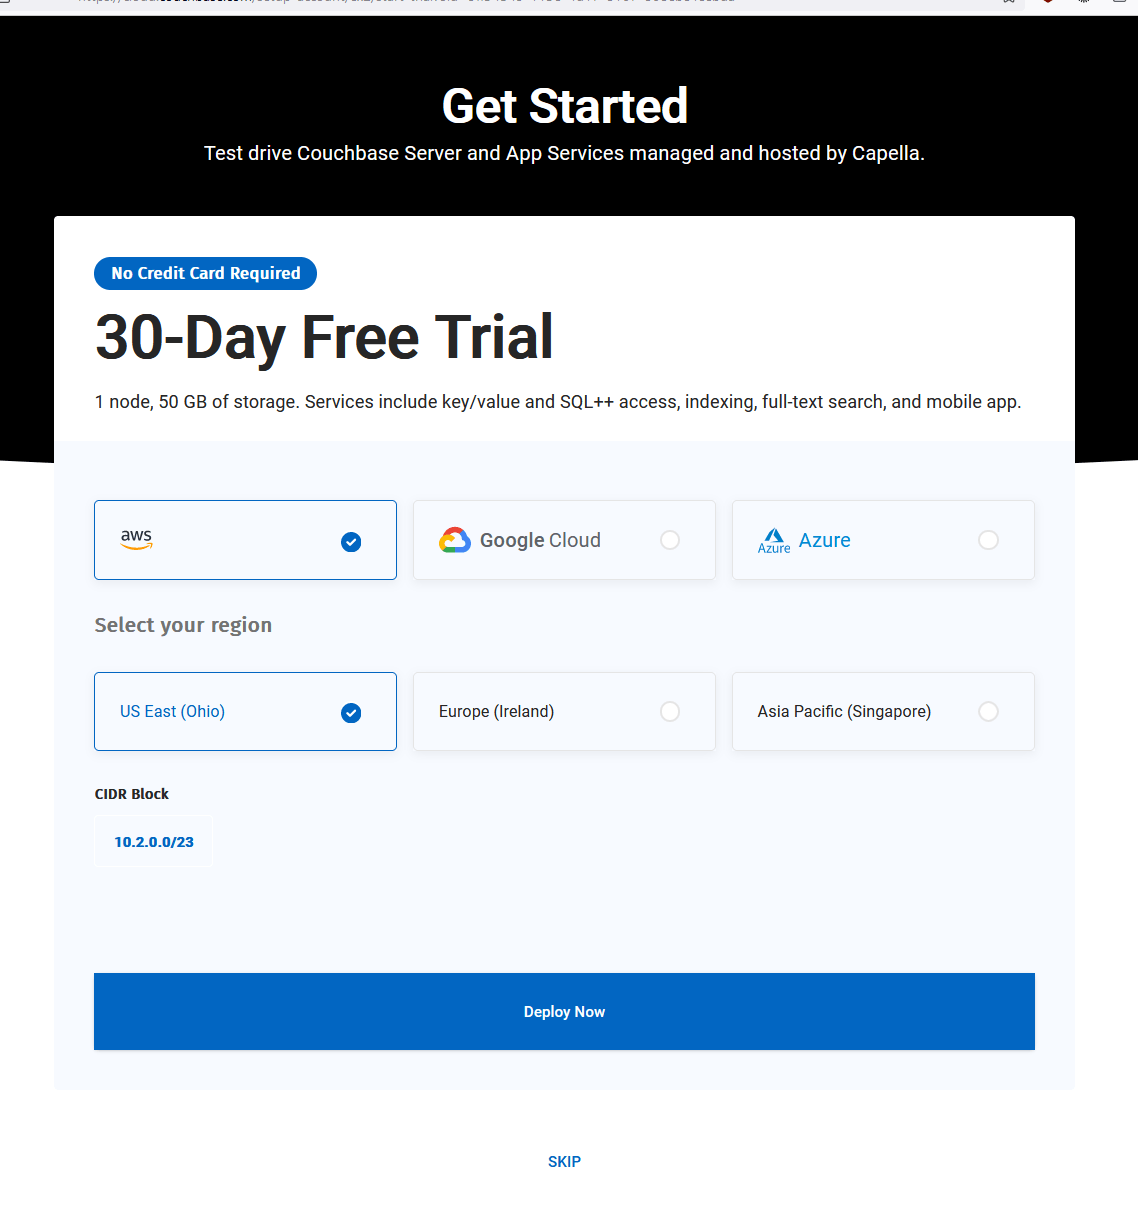 Get Started
Test drive Couchbase Server and App Services managed and hosted by Capella.
No Credit Card Required
30-Day Free Trial
1 node, 50 GB of storage. Services include key/value and SQL++ access, indexing, full-text search, and mobile app.
aws
Google Cloud
Azure Azure
Select your region
US East (Ohio)
Europe (Ireland)
Asia Pacific (Singapore)
CIDR Block
10.2.0.0/23
Deploy Now
SKIP